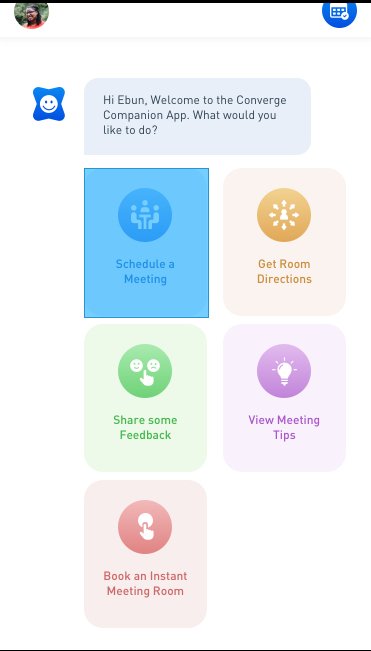 Hi Ebun, Welcome to the Converge
Companion App. What would you
like to do?
Schedule a
Meeting
Get Room
Directions
Share some
Feedback
View Meeting
Tips
Book an Instant
Meeting Room